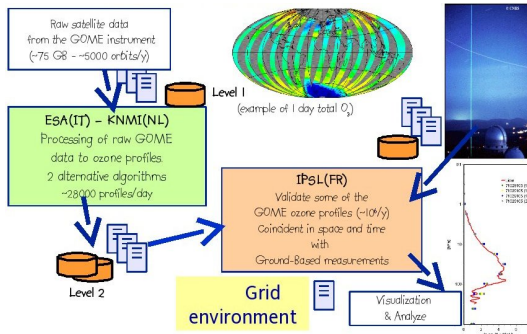 Raw satellite data
from the GOME instrument
(~75 GB - ~5000 orbits/y)
Level 1
(example of 1 day total O3)
ESA(IT) – KNMI(NL)
Processing of raw GOME
data to ozone profiles
2 alternative algorithms
~28000 profiles/day
IPSL(FR)
Validate some of the
GOME ozone profiles (~10⁶/y)
Coincident in space and time
with
Ground-Based measurements
Level 2
Grid
environment
Visualization
& Analyze